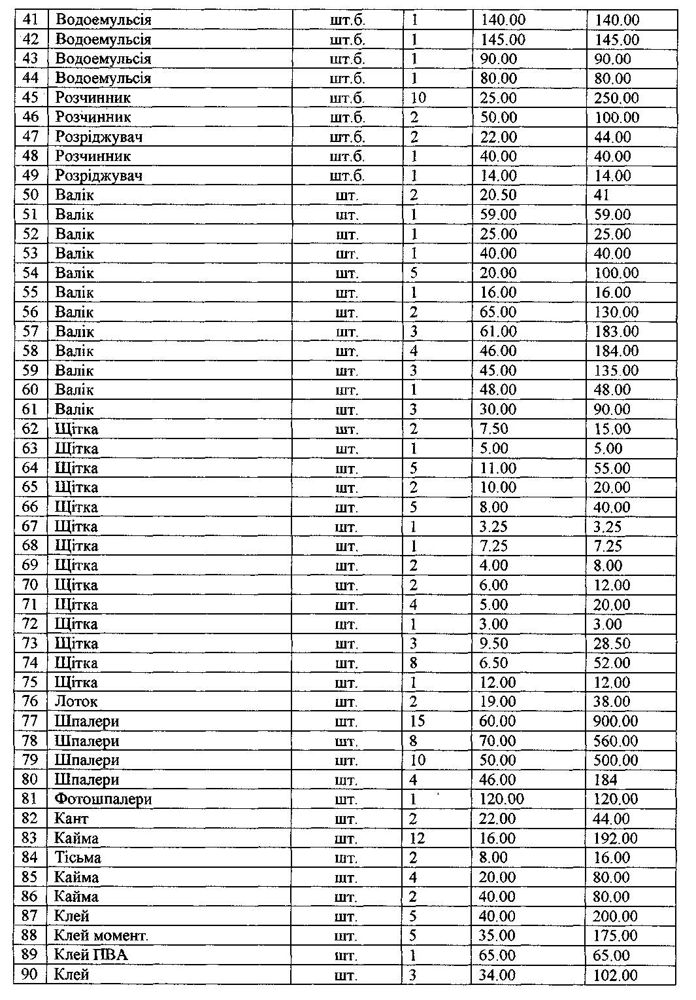 41 Водоемульсія шт.б. 1 140.00 140.00
42 Водоемульсія шт.б. 1 145.00 145.00
43 Водоемульсія шт.б. 1 90.00 90.00
44 Водоемульсія шт.б. 1 80.00 80.00
45 Розчинник шт.б. 10 25.00 250.00
46 Розчинник шт.б. 2 50.00 100.00
47 Розріджувач шт.б. 2 22.00 44.00
48 Розчинник шт.б. 1 40.00 40.00
49 Розріджувач шт.б. 1 14.00 14.00
50 Валік шт. 2 20.50 41
51 Валік шт. 1 59.00 59.00
52 Валік шт. 1 25.00 25.00
53 Валік шт. 1 40.00 40.00
54 Валік шт. 5 20.00 100.00
55 Валік шт. 1 16.00 16.00
56 Валік шт. 2 65.00 130.00
57 Валік шт. 3 61.00 183.00
58 Валік шт. 4 46.00 184.00
59 Валік шт. 3 45.00 135.00
60 Валік шт. 1 48.00 48.00
61 Валік шт. 3 30.00 90.00
62 Щітка шт. 2 7.50 15.00
63 Щітка шт. 1 5.00 5.00
64 Щітка шт. 5 11.00 55.00
65 Щітка шт. 2 10.00 20.00
66 Щітка шт. 5 8.00 40.00
67 Щітка шт. 1 3.25 3.25
68 Щітка шт. 1 7.25 7.25
69 Щітка шт. 2 4.00 8.00
70 Щітка шт. 2 6.00 12.00
71 Щітка шт. 4 5.00 20.00
72 Щітка шт. 1 3.00 3.00
73 Щітка шт. 3 9.50 28.50
74 Щітка шт. 8 6.50 52.00
75 Щітка шт. 1 12.00 12.00
76 Лоток шт. 2 19.00 38.00
77 Шпалери шт. 15 60.00 900.00
78 Шпалери шт. 8 70.00 560.00
79 Шпалери шт. 10 50.00 500.00
80 Шпалери шт. 4 46.00 184
81 Фотошпалери шт. 1 120.00 120.00
82 Кант шт. 2 22.00 44.00
83 Кайма шт. 12 16.00 192.00
84 Тісьма шт. 2 8.00 16.00
85 Кайма шт. 4 20.00 80.00
86 Кайма шт. 2 40.00 80.00
87 Клей шт. 5 40.00 200.00
88 Клей момент. шт. 5 35.00 175.00
89 Клей ПВА шт. 1 65.00 65.00
90 Клей шт. 3 34.00 102.00